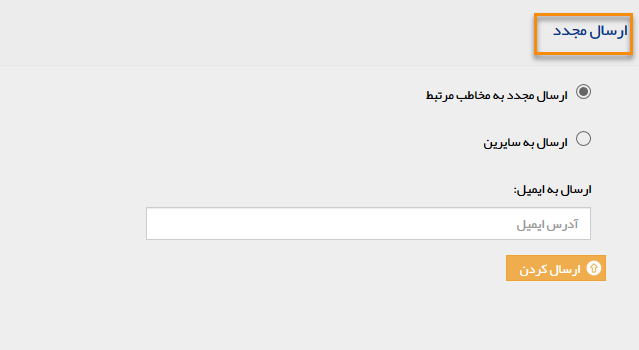 ارسال مجدد
ارسال مجدد به مخاطب مرتبط
ارسال به سایرین
ارسال به ایمیل:
آدرس ایمیل
ارسال کردن